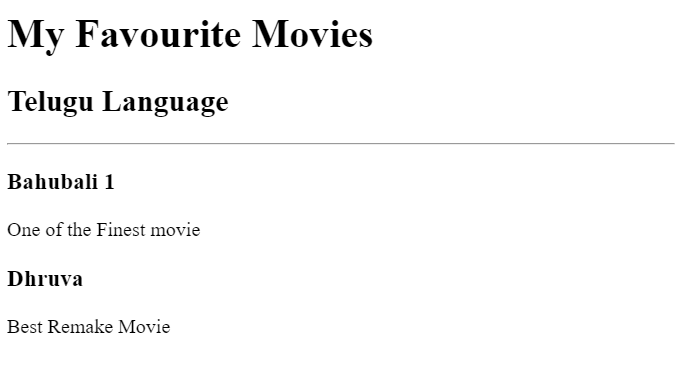 My Favourite Movies
Telugu Language
Bahubali 1
One of the Finest movie
Dhruva
Best Remake Movie